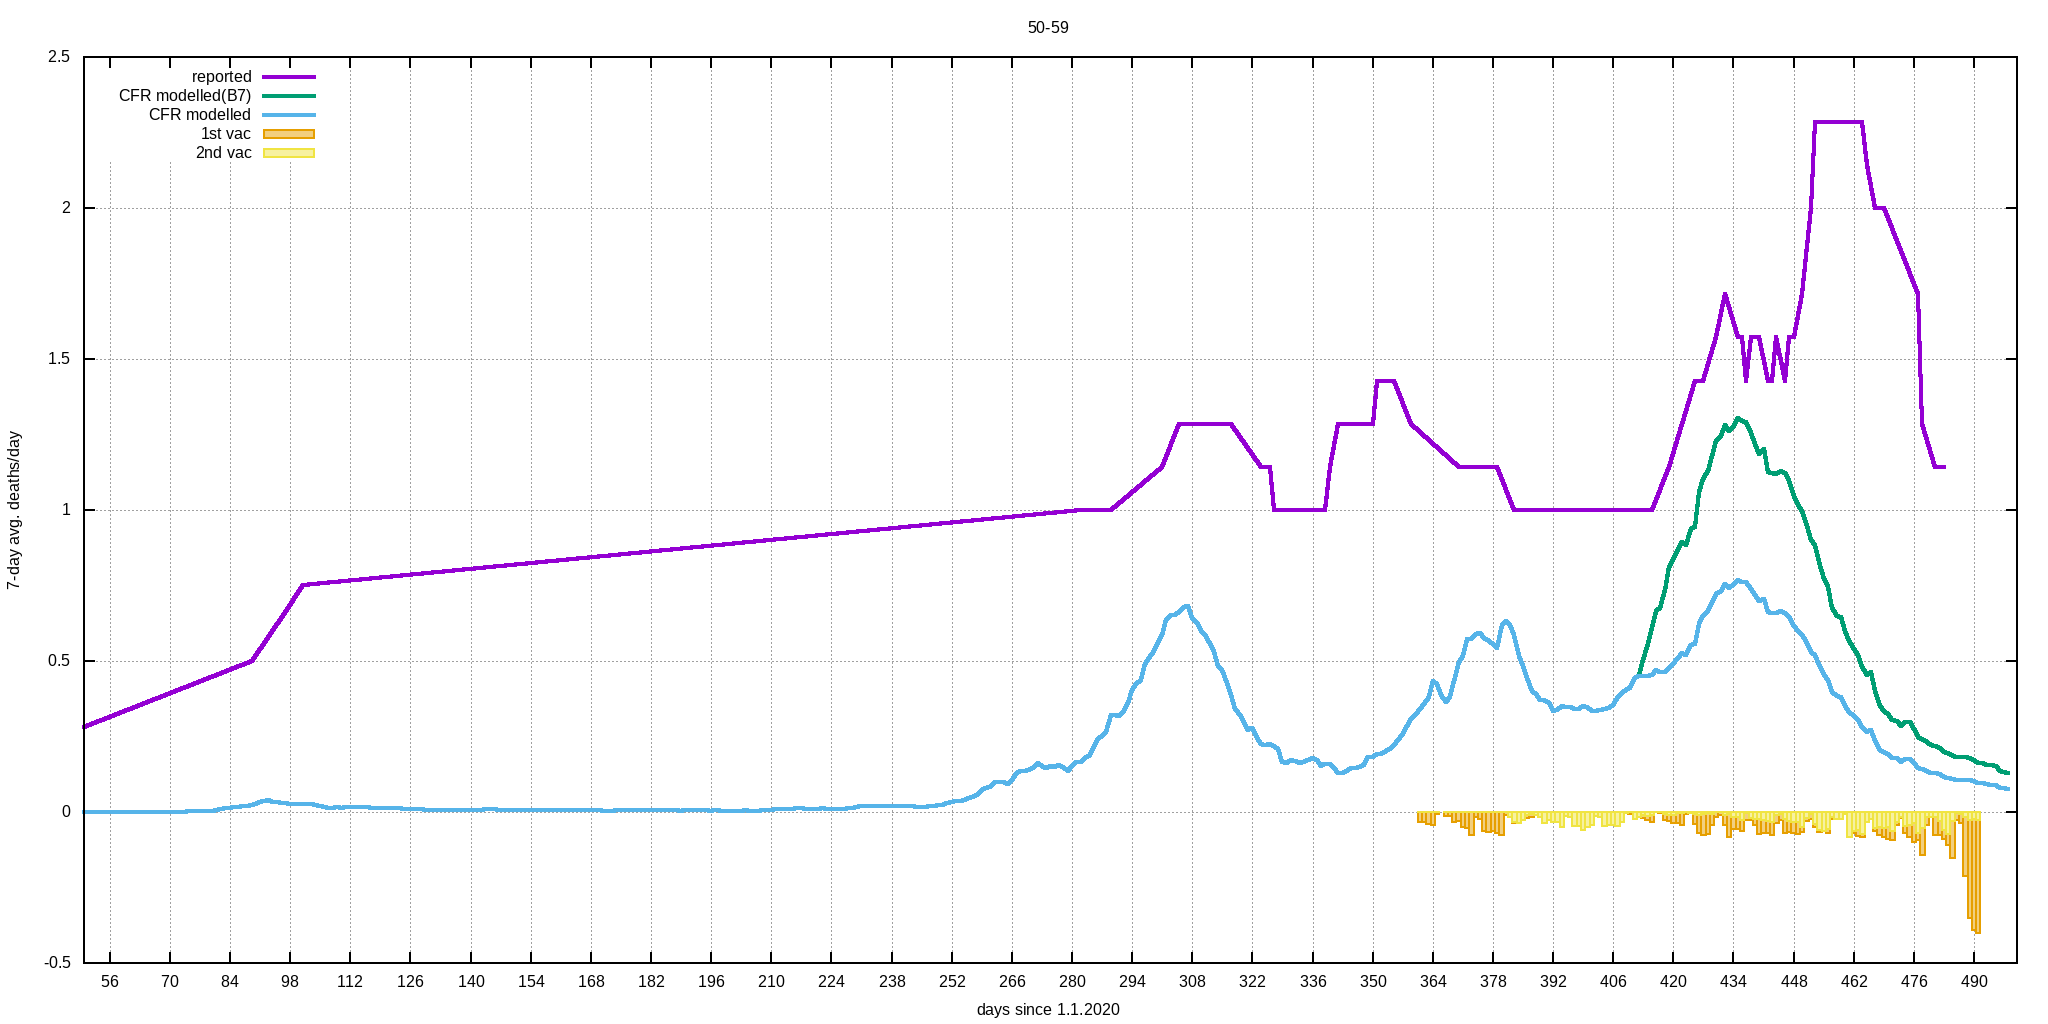 50-59
2.5
2
1.5
1
0.5
0
-0.5
7-day avg. deaths/day
reported
CFR modelled(B7)
CFR modelled
1st vac
2nd vac
56 70 84 98 112 126 140 154 168 182 196 210 224 238 252 266 280 294 308 322 336 350 364 378 392 406 420 434 448 462 476 490
days since 1.1.2020